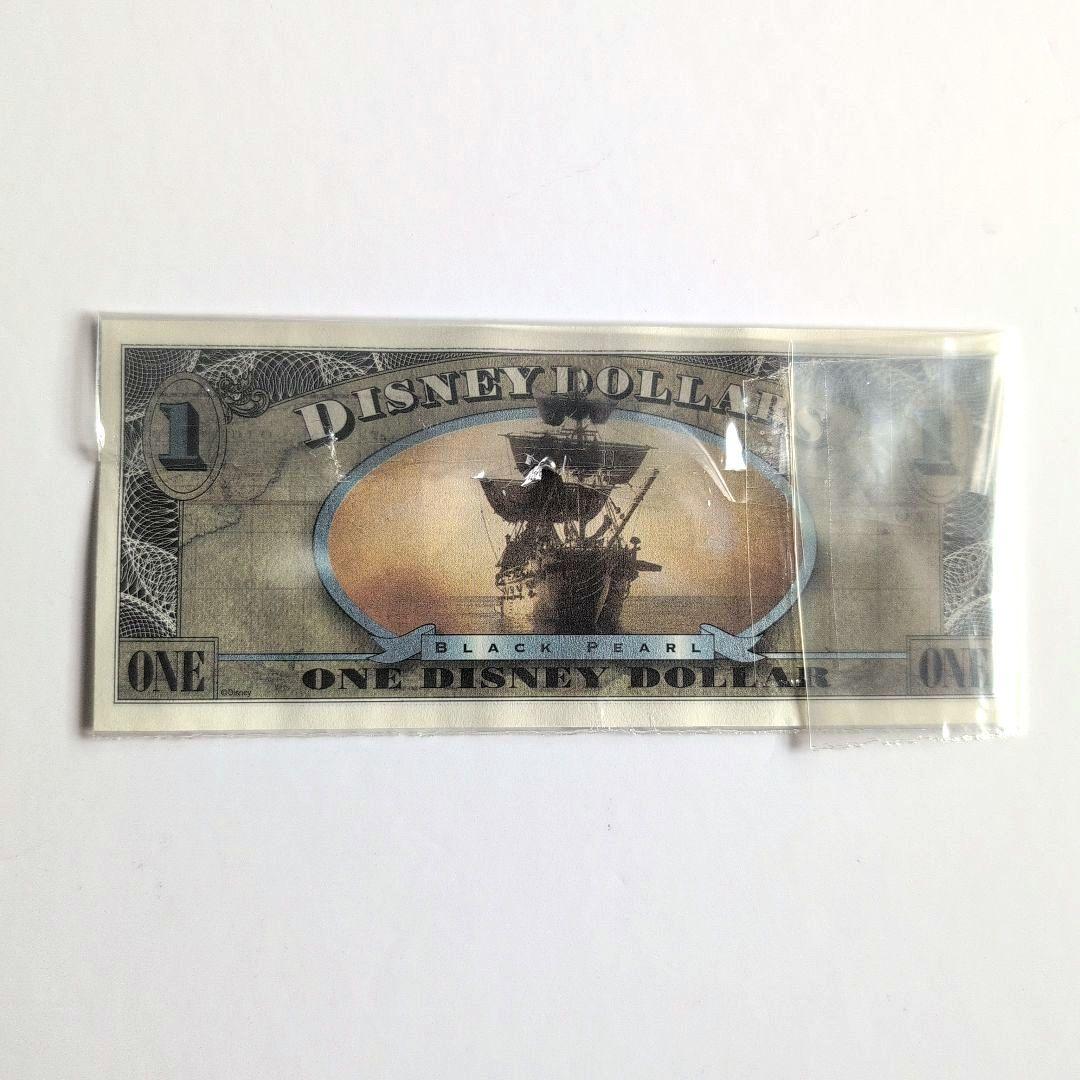 DISNEY DOLLARS
1 1
BLACK PEARL
ONE ©Disney ONE DISNEY DOLLAR ONE